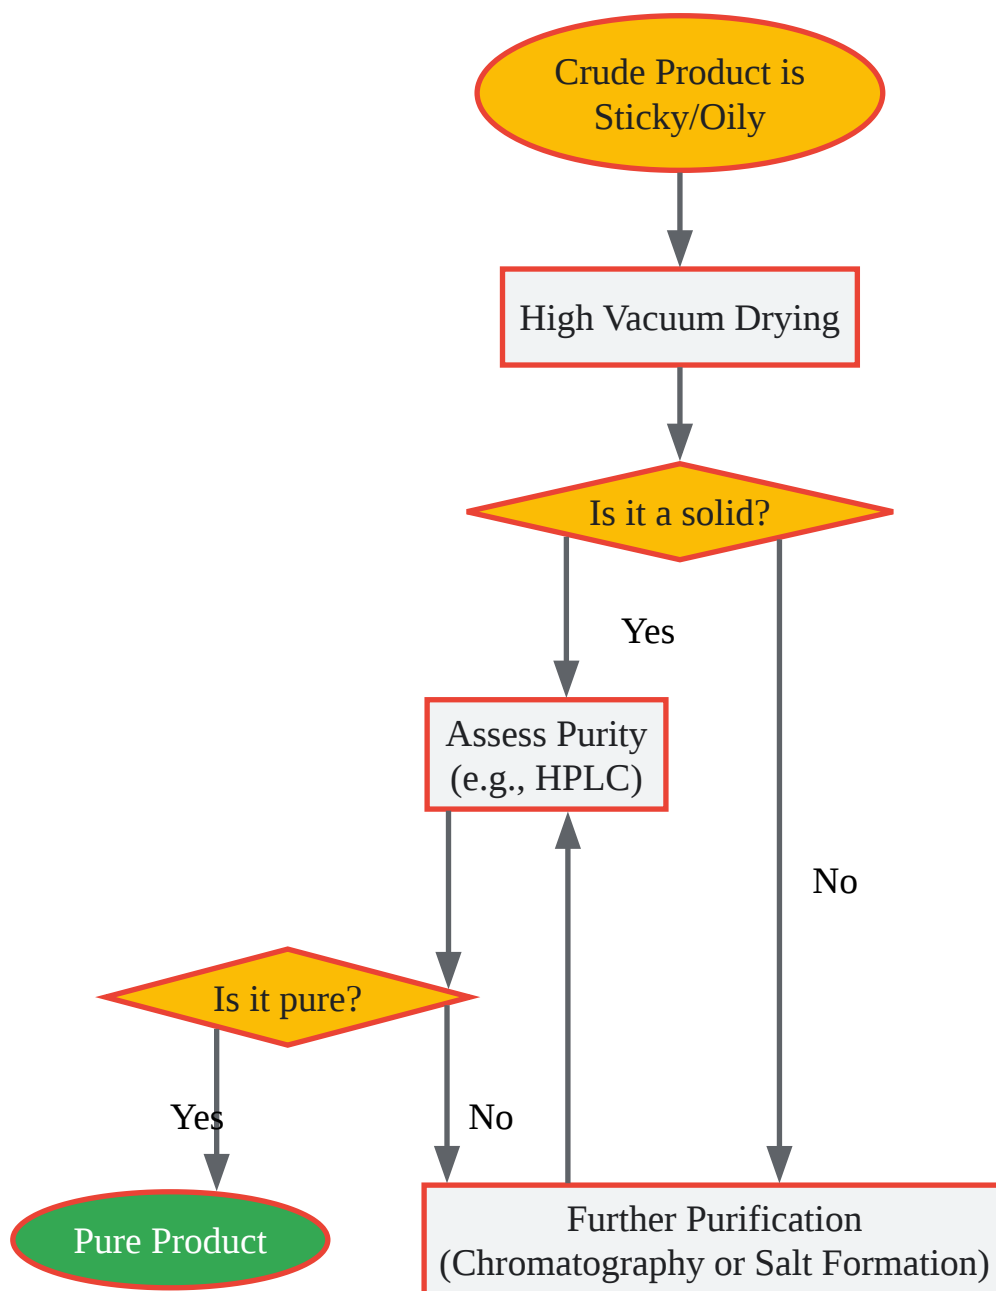 Crude Product is
Sticky/Oily
High Vacuum Drying
Is it a solid?
Yes
Assess Purity
(e.g., HPLC)
No
Is it pure?
Yes
No
Pure Product
Further Purification
(Chromatography or Salt Formation)